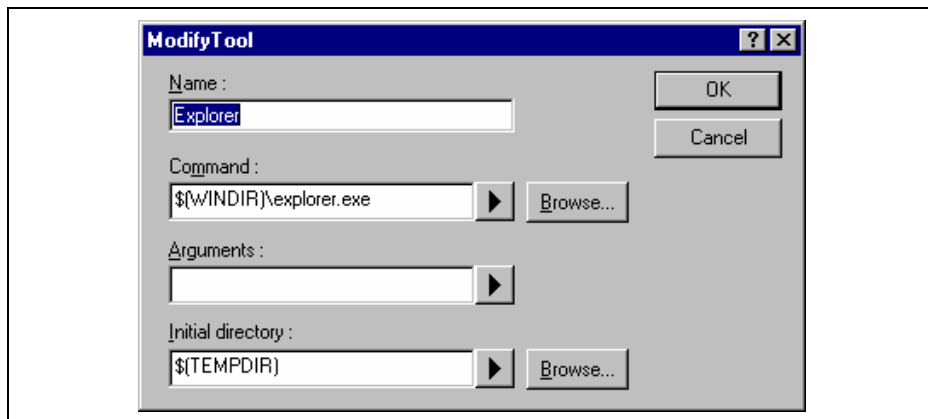 ModifyTool
Name :
OK
Explorer
Cancel
Command :
$(WINDIR)\explorer.exe
Browse...
Arguments :
Initial directory :
$(TEMPDIR)
Browse...